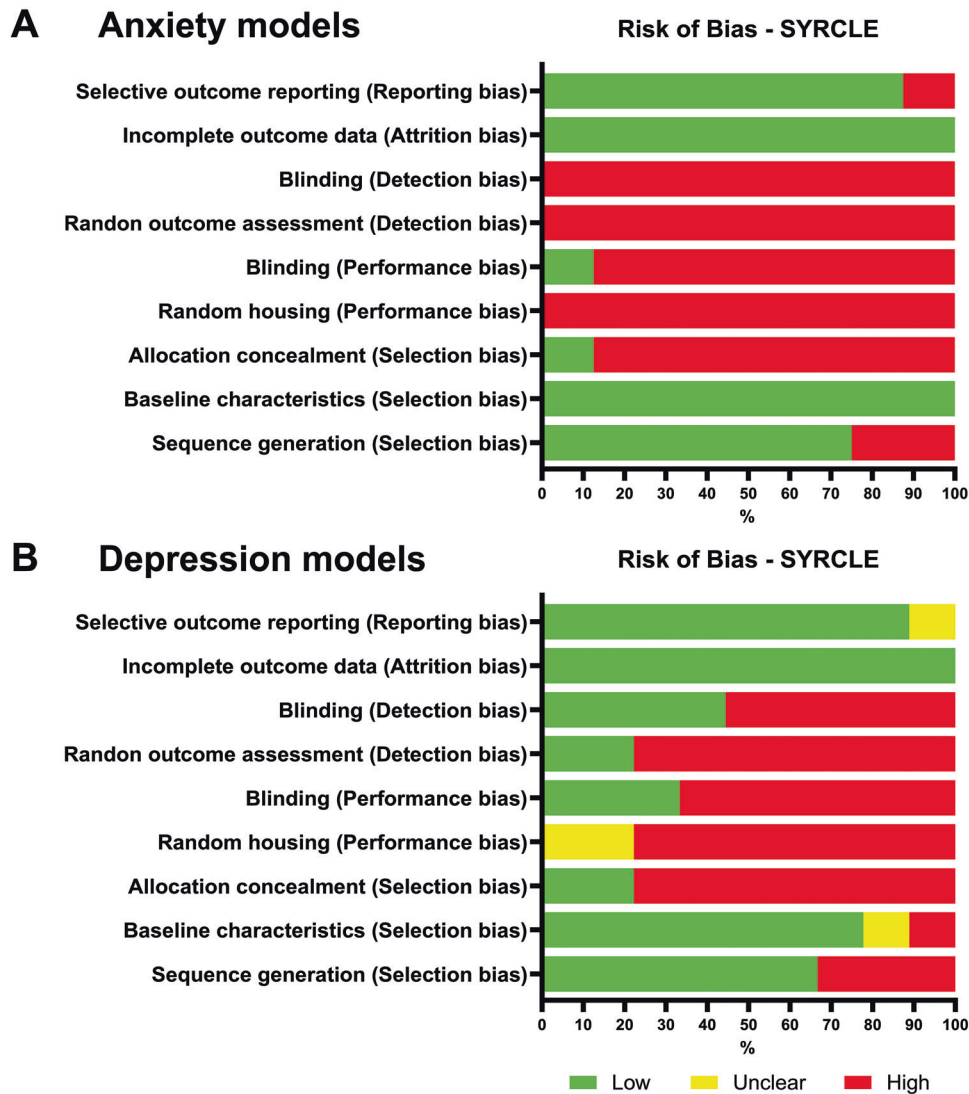 A Anxiety models
Risk of Bias - SYRCLE
Selective outcome reporting (Reporting bias)
Incomplete outcome data (Attrition bias)
Blinding (Detection bias)
Randon outcome assessment (Detection bias)
Blinding (Performance bias)
Random housing (Performance bias)
Allocation concealment (Selection bias)
Baseline characteristics (Selection bias)
Sequence generation (Selection bias)
0 10 20 30 40 50 60 70 80 90 100
%
B Depression models
Risk of Bias - SYRCLE
Selective outcome reporting (Reporting bias)
Incomplete outcome data (Attrition bias)
Blinding (Detection bias)
Randon outcome assessment (Detection bias)
Blinding (Performance bias)
Random housing (Performance bias)
Allocation concealment (Selection bias)
Baseline characteristics (Selection bias)
Sequence generation (Selection bias)
0 10 20 30 40 50 60 70 80 90 100
%
Low Unclear High